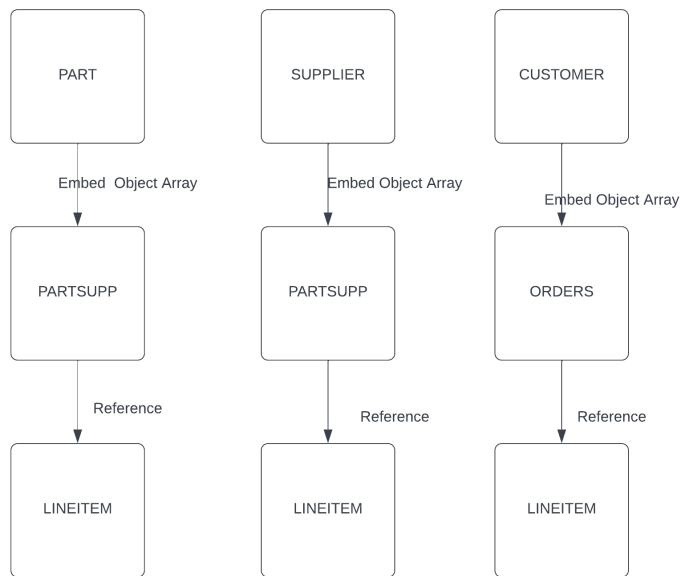 PART
SUPPLIER
CUSTOMER
Embed Object Array
Embed Object Array
Embed Object Array
PARTSUPP
PARTSUPP
ORDERS
Reference
Reference
Reference
LINEITEM
LINEITEM
LINEITEM